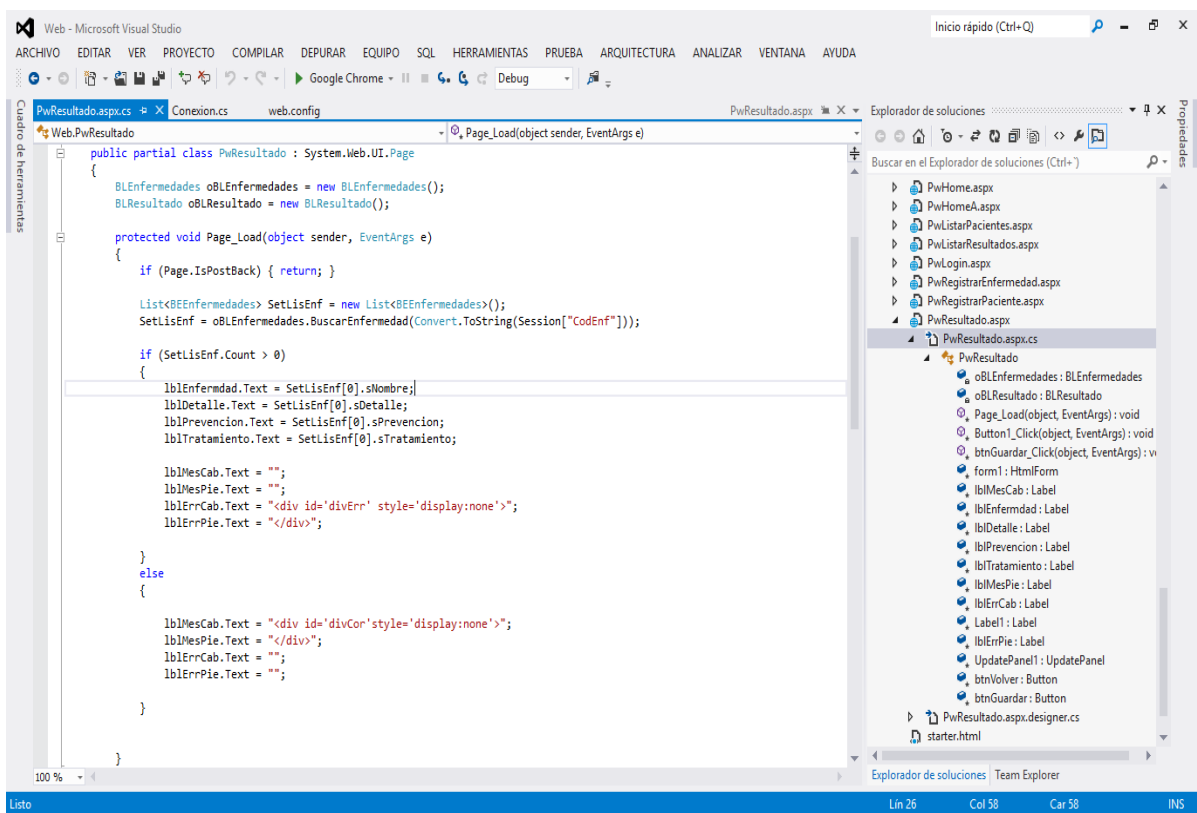 Web - Microsoft Visual Studio
Inicio rápido (Ctrl+Q)
ARCHIVO EDITAR VER PROYECTO COMPILAR DEPURAR EQUIPO SQL HERRAMIENTAS PRUEBA ARQUITECTURA ANALIZAR VENTANA AYUDA
Google Chrome Debug
Cuadro de herramientas
PwResultado.aspx.cs Conexion.cs web.config PwResultado.aspx
Web.PwResultado Page_Load(object sender, EventArgs e)
public partial class PwResultado : System.Web.UI.Page
{
BLEnfermedades oBLEnfermedades = new BLEnfermedades();
BLResultado oBLResultado = new BLResultado();
protected void Page_Load(object sender, EventArgs e)
{
if (Page.IsPostBack) { return; }
List<BEEnfermedades> SetLisEnf = new List<BEEnfermedades>();
SetLisEnf = oBLEnfermedades.BuscarEnfermedad(Convert.ToString(Session["CodEnf"]));
if (SetLisEnf.Count > 0)
{
lblEnfermdad.Text = SetLisEnf[0].sNombre;
lblDetalle.Text = SetLisEnf[0].sDetalle;
lblPrevencion.Text = SetLisEnf[0].sPrevencion;
lblTratamiento.Text = SetLisEnf[0].sTratamiento;
lblMesCab.Text = "";
lblMesPie.Text = "";
lblErrCab.Text = "<div id='divErr' style='display:none'>";
lblErrPie.Text = "</div>";
}
else
{
lblMesCab.Text = "<div id='divCor'style='display:none'>";
lblMesPie.Text = "</div>";
lblErrCab.Text = "";
lblErrPie.Text = "";
}
}
100 %
Explorador de soluciones
Buscar en el Explorador de soluciones (Ctrl+`)
PwHome.aspx
PwHomeA.aspx
PwListarPacientes.aspx
PwListarResultados.aspx
PwLogin.aspx
PwRegistrarEnfermedad.aspx
PwRegistrarPaciente.aspx
PwResultado.aspx
PwResultado.aspx.cs
PwResultado
oBLEnfermedades : BLEnfermedades
oBLResultado : BLResultado
Page_Load(object, EventArgs) : void
Button1_Click(object, EventArgs) : void
btnGuardar_Click(object, EventArgs) : v
form1 : HtmlForm
lblMesCab : Label
lblEnfermdad : Label
lblDetalle : Label
lblPrevencion : Label
lblTratamiento : Label
lblMesPie : Label
lblErrCab : Label
Label1 : Label
lblErrPie : Label
UpdatePanel1 : UpdatePanel
btnVolver : Button
btnGuardar : Button
PwResultado.aspx.designer.cs
starter.html
Explorador de soluciones Team Explorer
Propiedades
Listo Lín 26 Col 58 Car 58 INS